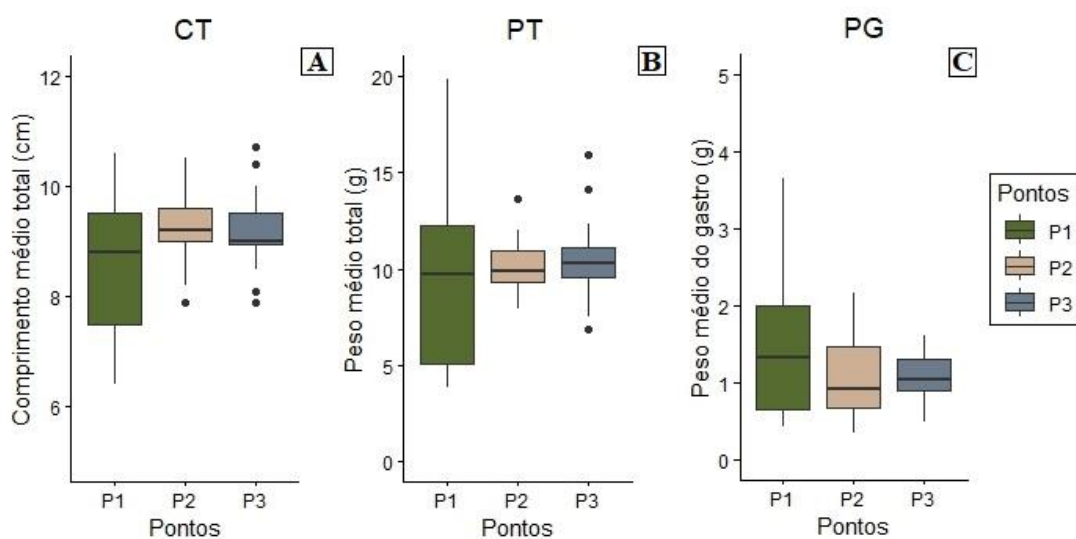 CT
A
Comprimento médio total (cm)
12
10
8
6
P1 P2 P3
Pontos
PT
B
Peso médio total (g)
20
15
10
5
0
P1 P2 P3
Pontos
PG
C
Peso médio do gastro (g)
5
4
3
2
1
0
P1 P2 P3
Pontos
Pontos
P1
P2
P3